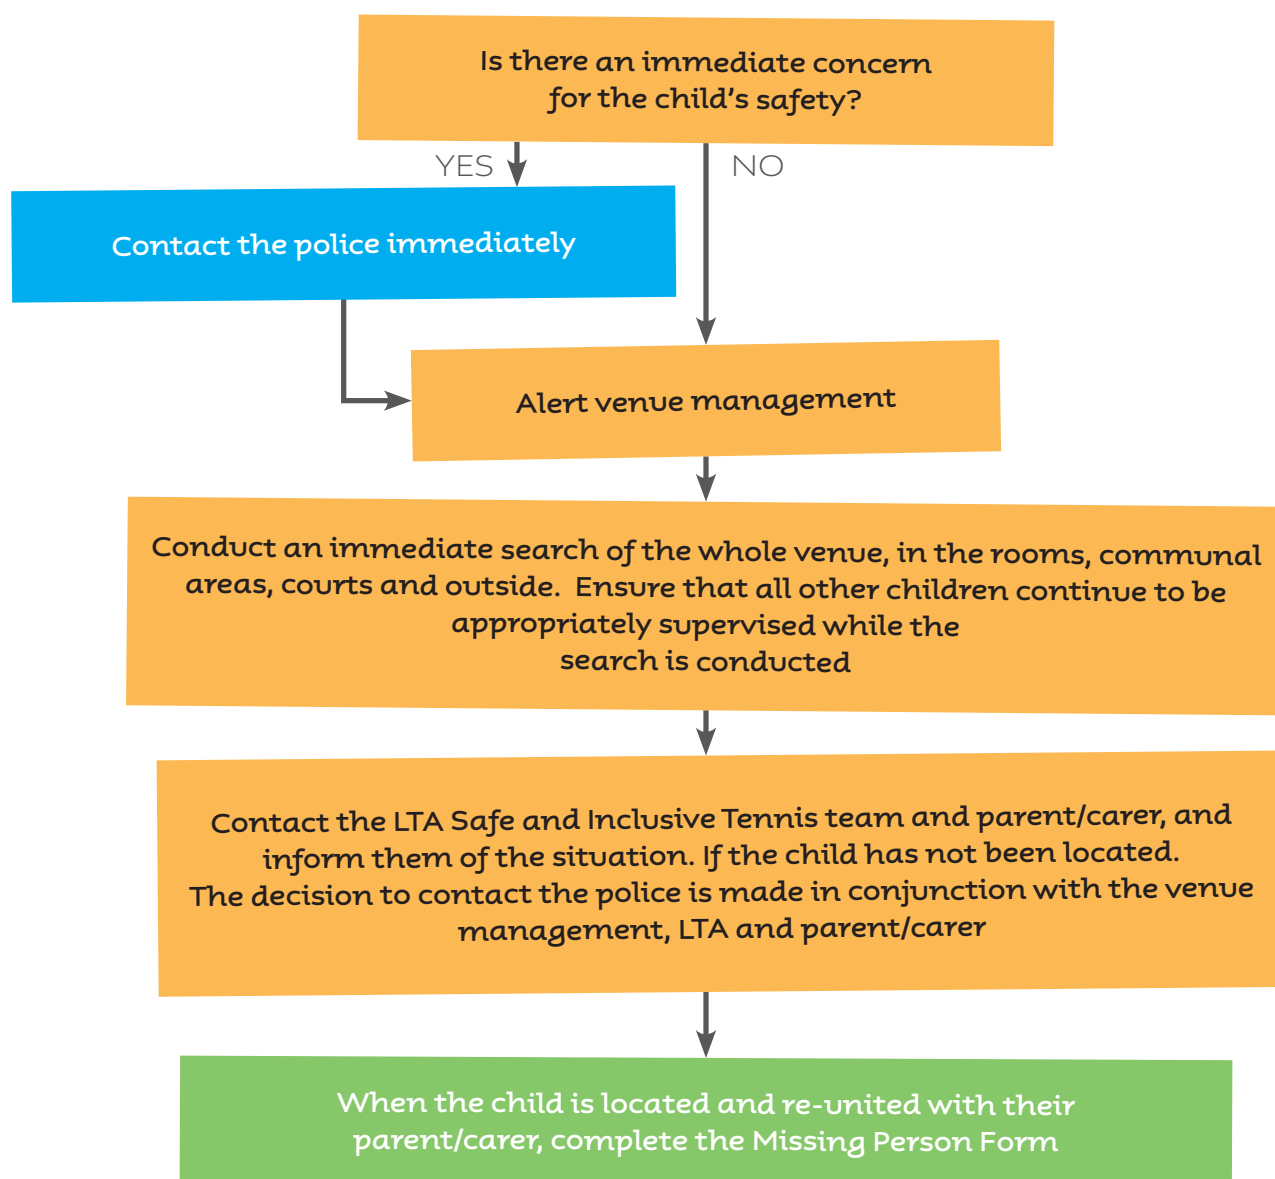 Is there an immediate concern
for the child's safety?
YES
NO
Contact the police immediately
Alert venue management
Conduct an immediate search of the whole venue, in the rooms, communal
areas, courts and outside.  Ensure that all other children continue to be
appropriately supervised while the
search is conducted
Contact the LTA Safe and Inclusive Tennis team and parent/carer, and
inform them of the situation. If the child has not been located.
The decision to contact the police is made in conjunction with the venue
management, LTA and parent/carer
When the child is located and re-united with their
parent/carer, complete the Missing Person Form